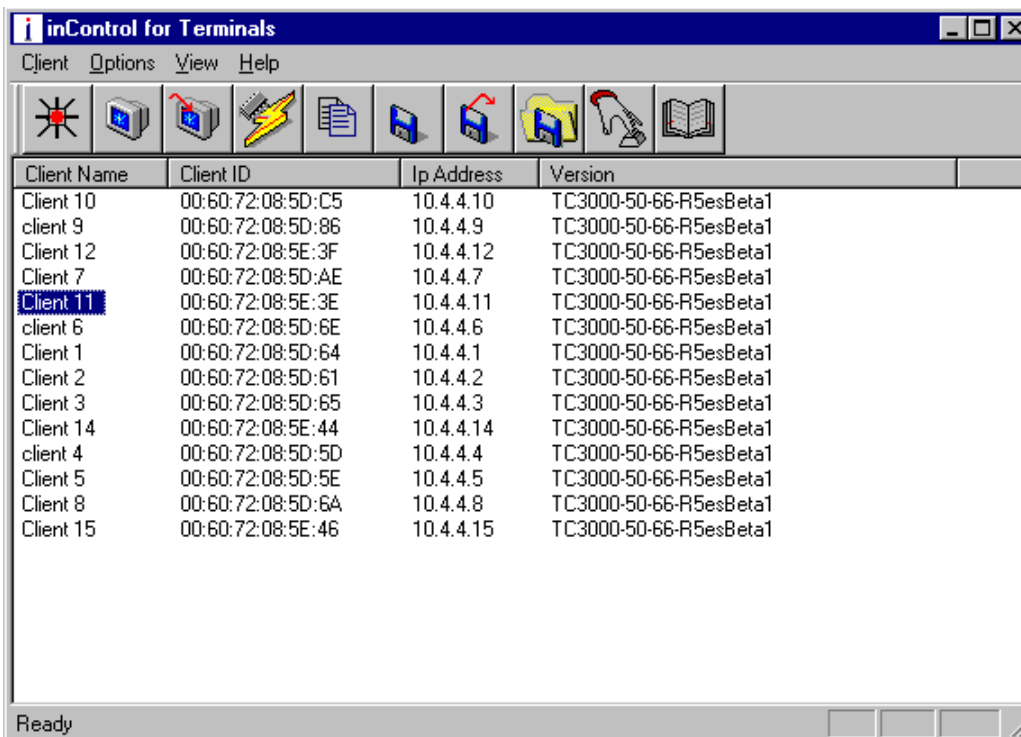 inControl for Terminals
Client Options View Help
Client Name Client ID Ip Address Version
Client 10 00:60:72:08:5D:C5 10.4.4.10 TC3000-50-66-R5esBeta1
client 9 00:60:72:08:5D:86 10.4.4.9 TC3000-50-66-R5esBeta1
Client 12 00:60:72:08:5E:3F 10.4.4.12 TC3000-50-66-R5esBeta1
Client 7 00:60:72:08:5D:AE 10.4.4.7 TC3000-50-66-R5esBeta1
Client 11 00:60:72:08:5E:3E 10.4.4.11 TC3000-50-66-R5esBeta1
client 6 00:60:72:08:5D:6E 10.4.4.6 TC3000-50-66-R5esBeta1
Client 1 00:60:72:08:5D:64 10.4.4.1 TC3000-50-66-R5esBeta1
Client 2 00:60:72:08:5D:61 10.4.4.2 TC3000-50-66-R5esBeta1
Client 3 00:60:72:08:5D:65 10.4.4.3 TC3000-50-66-R5esBeta1
Client 14 00:60:72:08:5E:44 10.4.4.14 TC3000-50-66-R5esBeta1
client 4 00:60:72:08:5D:5D 10.4.4.4 TC3000-50-66-R5esBeta1
Client 5 00:60:72:08:5D:5E 10.4.4.5 TC3000-50-66-R5esBeta1
Client 8 00:60:72:08:5D:6A 10.4.4.8 TC3000-50-66-R5esBeta1
Client 15 00:60:72:08:5E:46 10.4.4.15 TC3000-50-66-R5esBeta1
Ready